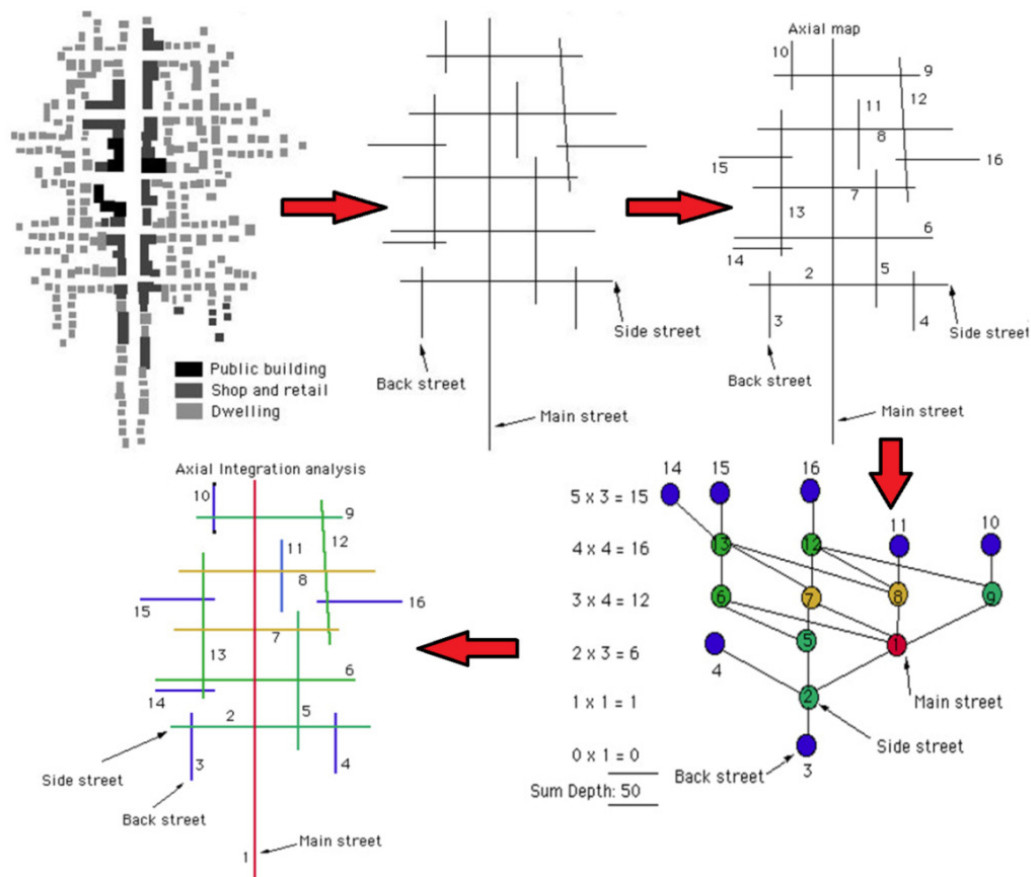 Public building
Shop and retail
Dwelling
Side street
Back street
Main street
Axial map
10
9
12
11
8
15
16
7
13
6
14
2
5
3
4
Side street
Back street
Main street
Axial Integration analysis
10
9
12
11
8
15
16
7
13
6
14
2
5
3
4
Side street
Back street
Main street
1
14
15
16
5 x 3 = 15
11
10
4 x 4 = 16
13
12
3 x 4 = 12
6
7
8
9
2 x 3 = 6
5
1
4
Main street
1 x 1 = 1
2
Side street
0 x 1 = 0
Back street
3
Sum Depth: 50